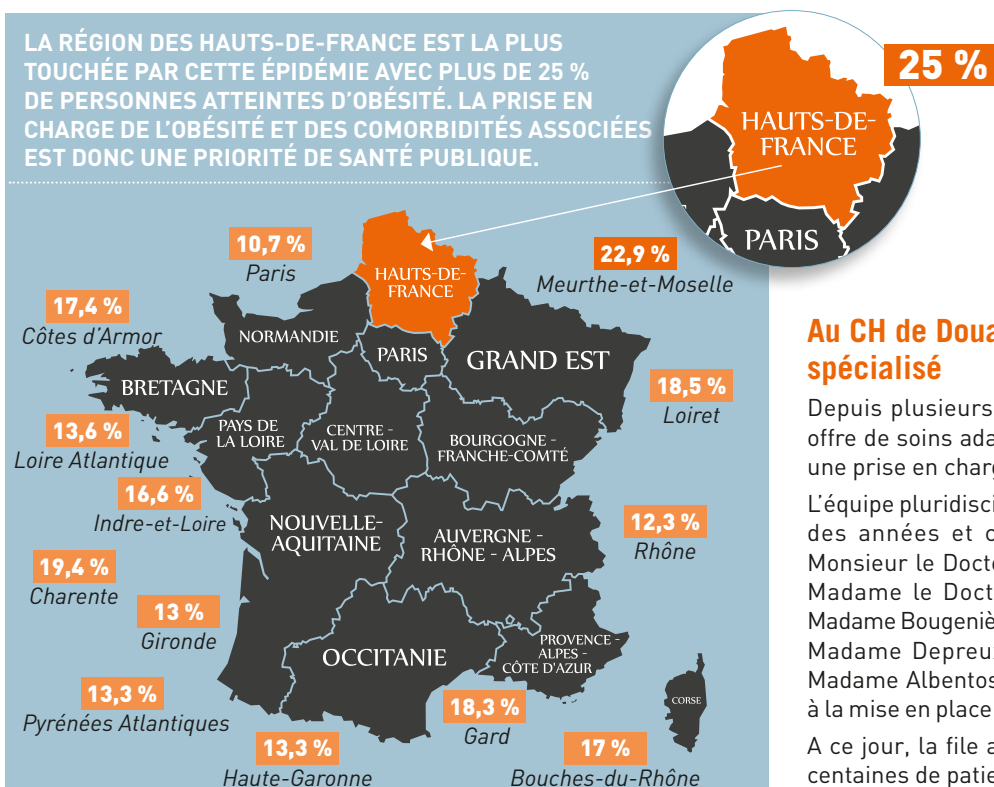 LA RÉGION DES HAUTS-DE-FRANCE EST LA PLUS
TOUCHÉE PAR CETTE ÉPIDÉMIE AVEC PLUS DE 25 %
DE PERSONNES ATTEINTES D'OBÉSITÉ. LA PRISE EN
CHARGE DE L'OBÉSITÉ ET DES COMORBIDITÉS ASSOCIÉES
EST DONC UNE PRIORITÉ DE SANTÉ PUBLIQUE.
25 %
HAUTS-DE-
FRANCE
PARIS
10,7 %
Paris
22,9 %
Meurthe-et-Moselle
17,4 %
Côtes d'Armor
18,5 %
Loiret
13,6 %
Loire Atlantique
16,6 %
Indre-et-Loire
12,3 %
Rhône
19,4 %
Charente
13 %
Gironde
13,3 %
Pyrénées Atlantiques
18,3 %
Gard
13,3 %
Haute-Garonne
17 %
Bouches-du-Rhône
HAUTS-DE-
FRANCE
NORMANDIE
PARIS
GRAND EST
BRETAGNE
PAYS DE
LA LOIRE
CENTRE -
VAL DE LOIRE
BOURGOGNE -
FRANCHE-COMTÉ
NOUVELLE-
AQUITAINE
AUVERGNE -
RHÔNE - ALPES
OCCITANIE
PROVENCE -
ALPES -
CÔTE D'AZUR
CORSE
Au CH de Doua
spécialisé
Depuis plusieurs
offre de soins ada
une prise en charg
L'équipe pluridisci
des années et c
Monsieur le Docte
Madame le Doct
Madame Bougeniè
Madame Depreux
Madame Albentos
à la mise en place
A ce jour, la file a
centaines de patie